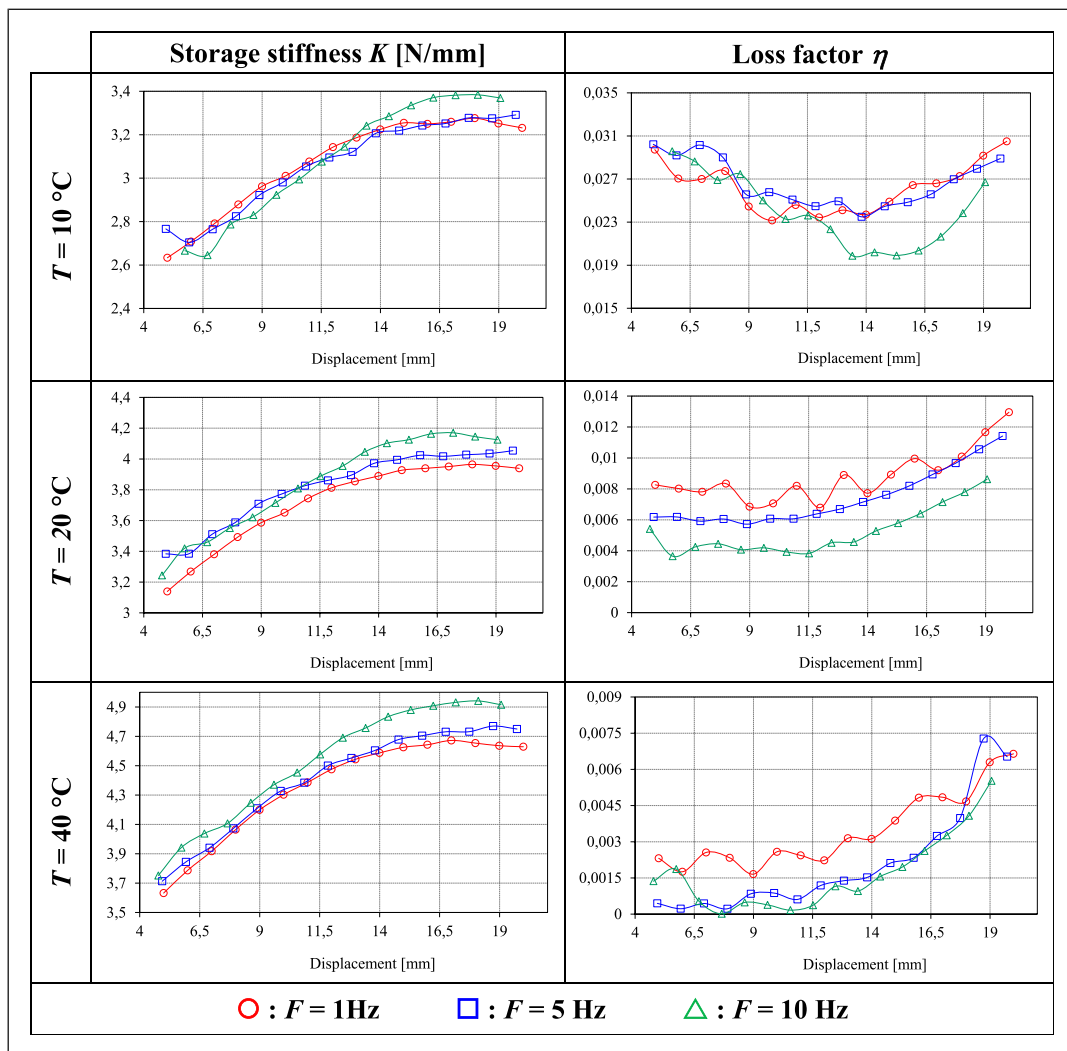 Storage stiffness K [N/mm]
Loss factor η
T = 10 °C
3,4
3,2
3
2,8
2,6
2,4
4 6,5 9 11,5 14 16,5 19
Displacement [mm]
0,035
0,031
0,027
0,023
0,019
0,015
4 6,5 9 11,5 14 16,5 19
Displacement [mm]
T = 20 °C
4,4
4,2
4
3,8
3,6
3,4
3,2
3
4 6,5 9 11,5 14 16,5 19
Displacement [mm]
0,014
0,01
0,008
0,006
0,004
0,002
0
4 6,5 9 11,5 14 16,5 19
Displacement [mm]
T = 40 °C
4,9
4,7
4,5
4,3
4,1
3,9
3,7
3,5
4 6,5 9 11,5 14 16,5 19
Displacement [mm]
0,009
0,0075
0,006
0,0045
0,003
0,0015
0
4 6,5 9 11,5 14 16,5 19
Displacement [mm]
: F = 1Hz
: F = 5 Hz
: F = 10 Hz